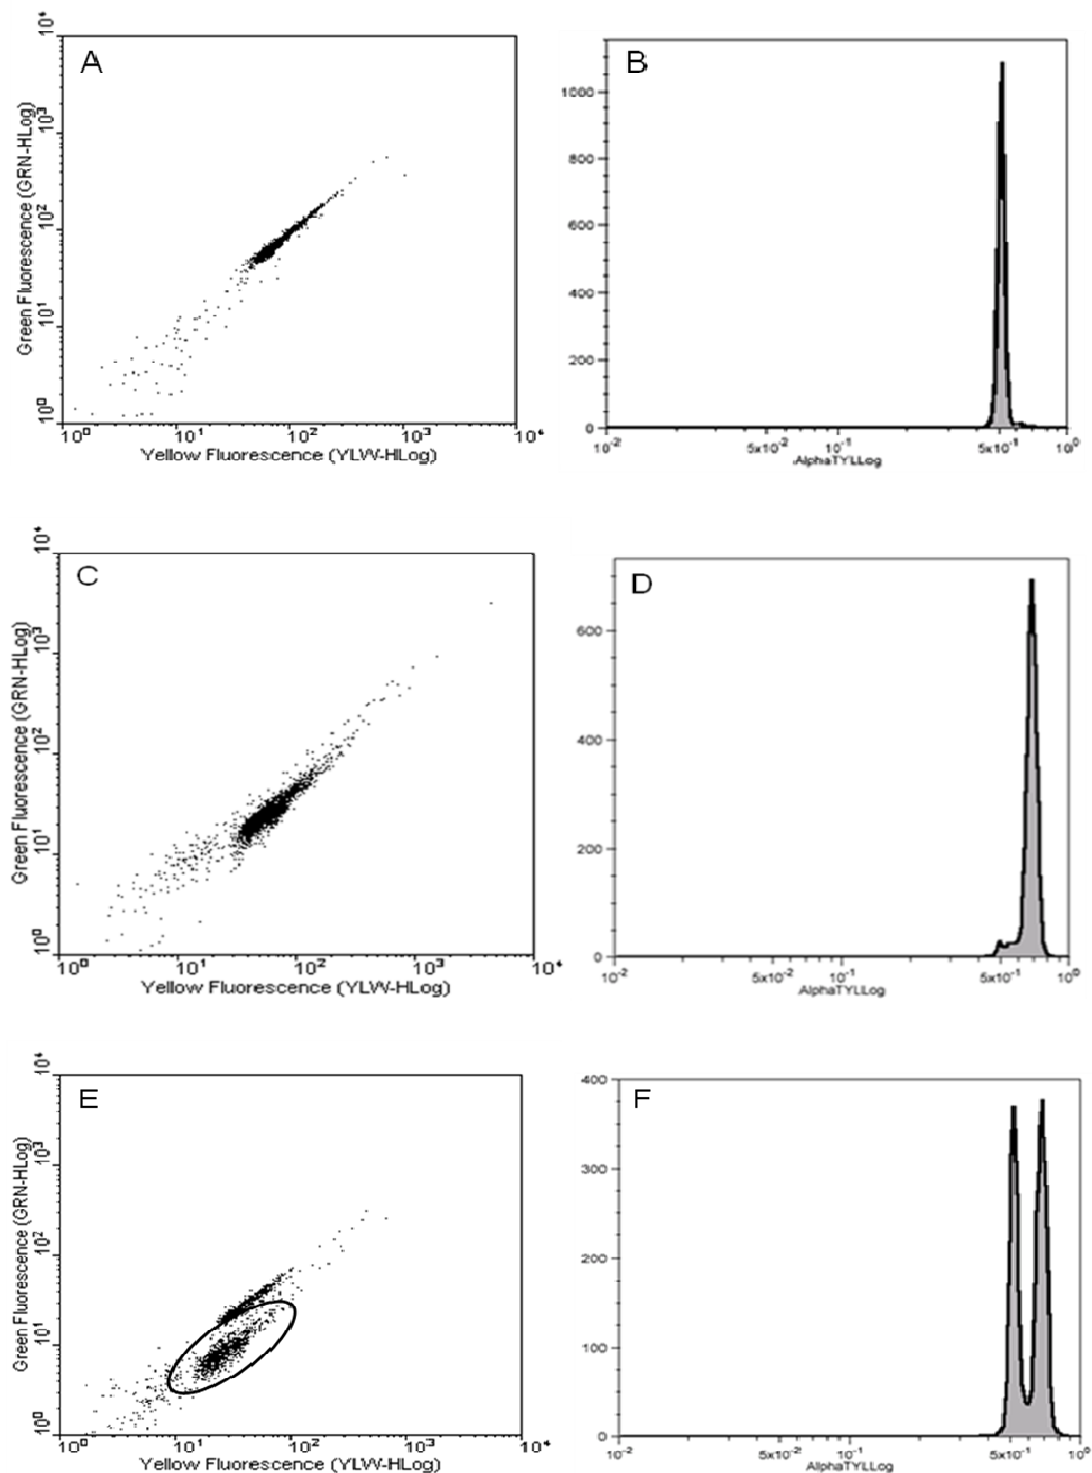 A
Green Fluorescence (GRN-HLog)
10⁴
10³
10²
10¹
10⁰
10⁰ 10¹ 10² 10³ 10⁴
Yellow Fluorescence (YLW-HLog)
B
1000
800
600
400
200
0
10⁻² 5x10⁻² 10⁻¹ 5x10⁻¹ 10⁰
AlphaTYLLog
C
Green Fluorescence (GRN-HLog)
10⁴
10³
10²
10¹
10⁰
10⁰ 10¹ 10² 10³ 10⁴
Yellow Fluorescence (YLW-HLog)
D
600
400
200
0
10⁻² 5x10⁻² 10⁻¹ 5x10⁻¹ 10⁰
AlphaTYLLog
E
Green Fluorescence (GRN-HLog)
10⁴
10³
10²
10¹
10⁰
10⁰ 10¹ 10² 10³ 10⁴
Yellow Fluorescence (YLW-HLog)
F
400
300
200
100
0
10⁻² 5x10⁻² 10⁻¹ 5x10⁻¹ 10⁰
AlphaTYLLog